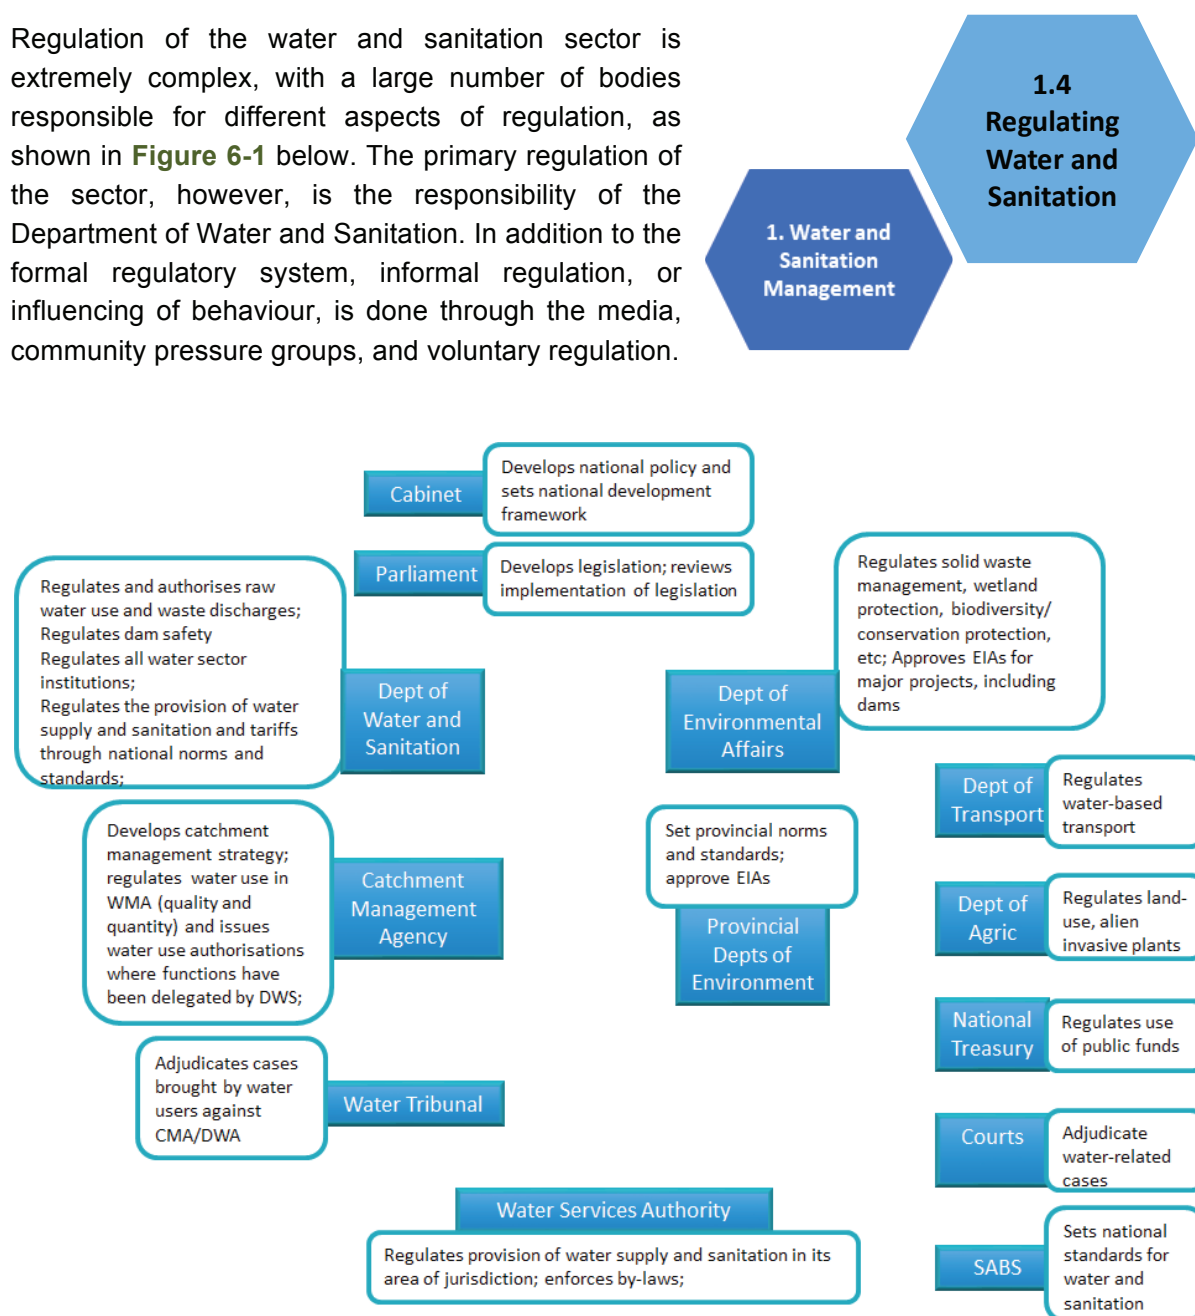 Regulation of the water and sanitation sector is
extremely complex, with a large number of bodies
responsible for different aspects of regulation, as
shown in Figure 6-1 below. The primary regulation of
the sector, however, is the responsibility of the
Department of Water and Sanitation. In addition to the
formal regulatory system, informal regulation, or
influencing of behaviour, is done through the media,
community pressure groups, and voluntary regulation.
1.4
Regulating
Water and
Sanitation
1. Water and
Sanitation
Management
Cabinet
Develops national policy and
sets national development
framework
Parliament
Develops legislation; reviews
implementation of legislation
Regulates and authorises raw
water use and waste discharges;
Regulates dam safety
Regulates all water sector
institutions;
Regulates the provision of water
supply and sanitation and tariffs
through national norms and
standards;
Dept of
Water and
Sanitation
Regulates solid waste
management, wetland
protection, biodiversity/
conservation protection,
etc; Approves EIAs for
major projects, including
dams
Dept of
Environmental
Affairs
Dept of
Transport
Regulates
water-based
transport
Develops catchment
management strategy;
regulates water use in
WMA (quality and
quantity) and issues
water use authorisations
where functions have
been delegated by DWS;
Catchment
Management
Agency
Set provincial norms
and standards;
approve EIAs
Provincial
Depts of
Environment
Dept of
Agric
Regulates land-
use, alien
invasive plants
National
Treasury
Regulates use
of public funds
Adjudicates cases
brought by water
users against
CMA/DWA
Water Tribunal
Courts
Adjudicate
water-related
cases
Water Services Authority
Regulates provision of water supply and sanitation in its
area of jurisdiction; enforces by-laws;
SABS
Sets national
standards for
water and
sanitation